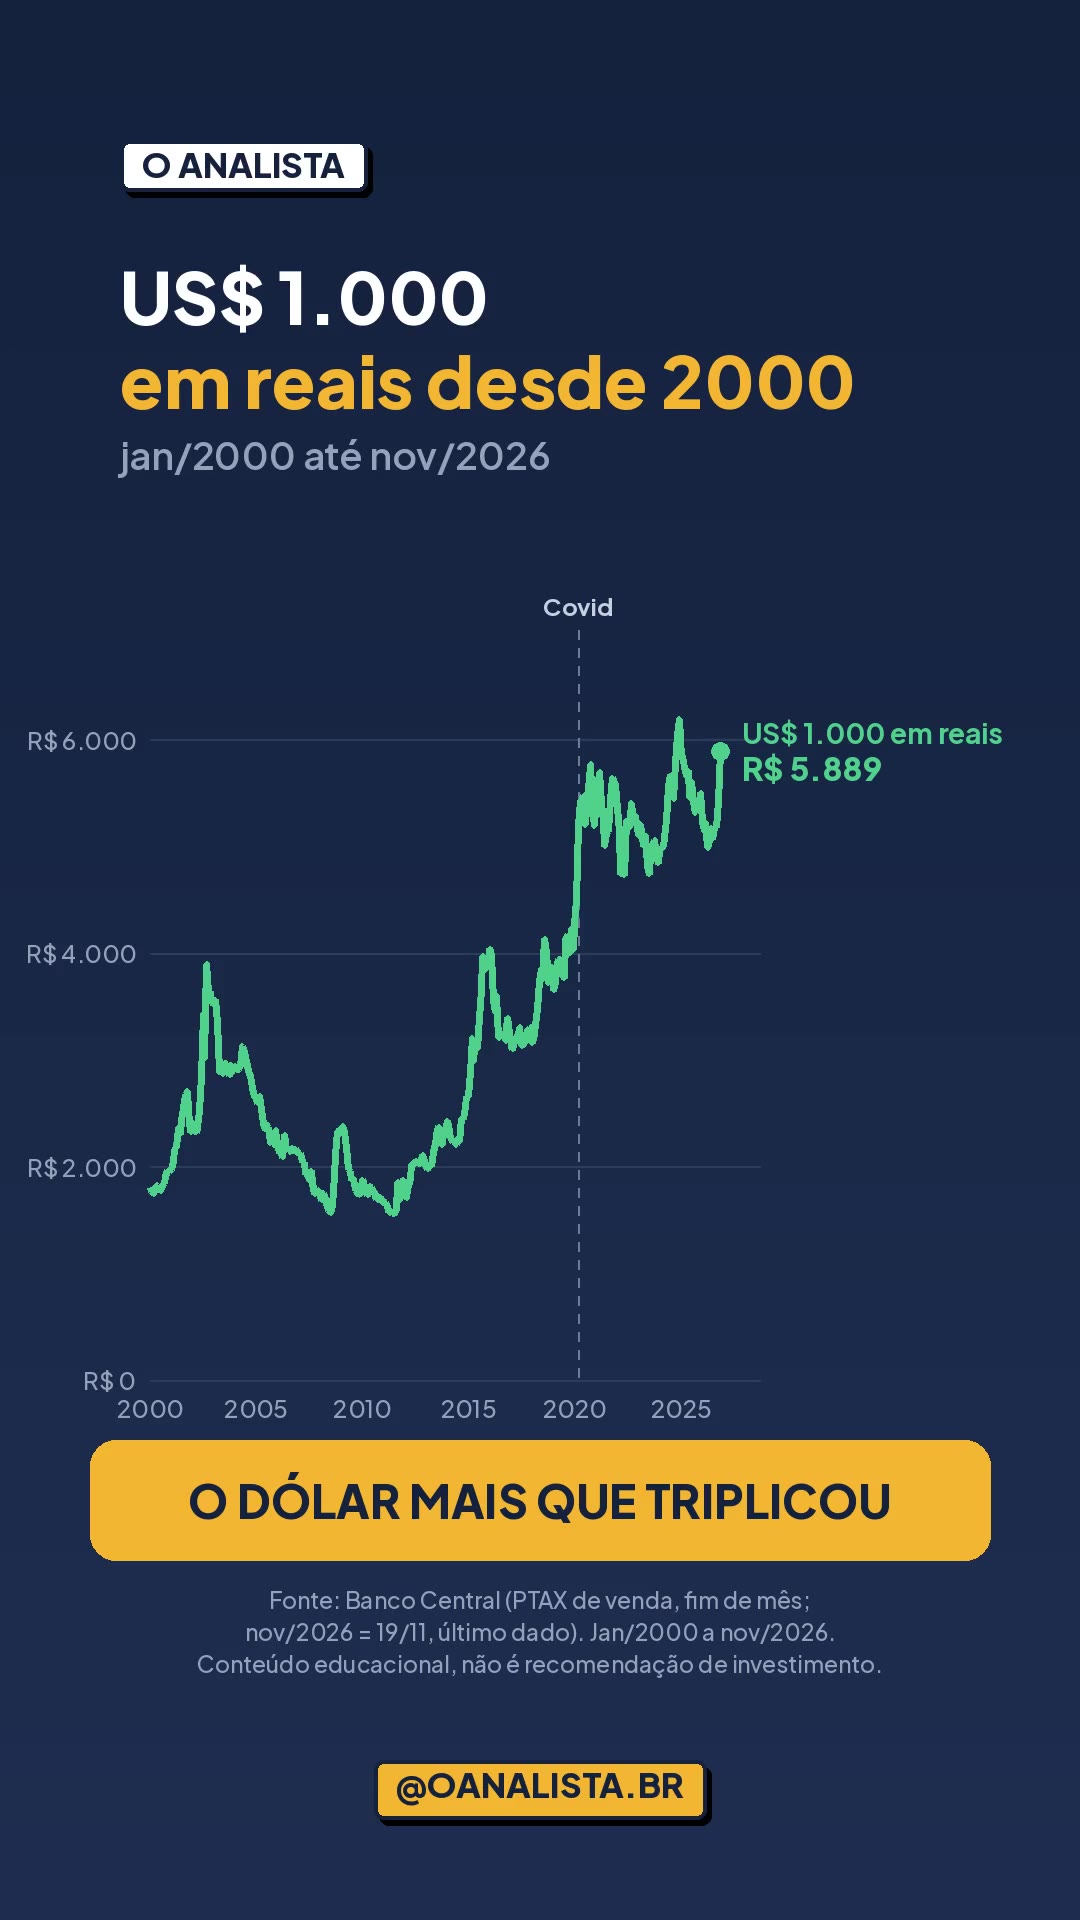 O ANALISTA
US$ 1.000
em reais desde 2000
jan/2000 até nov/2026
Covid
R$ 6.000
US$ 1.000 em reais
R$ 5.889
R$ 4.000
R$ 2.000
R$ 0
2000 2005 2010 2015 2020 2025
O DÓLAR MAIS QUE TRIPLICOU
Fonte: Banco Central (PTAX de venda, fim de mês;
nov/2026 = 19/11, último dado). Jan/2000 a nov/2026.
Conteúdo educacional, não é recomendação de investimento.
@OANALISTA.BR